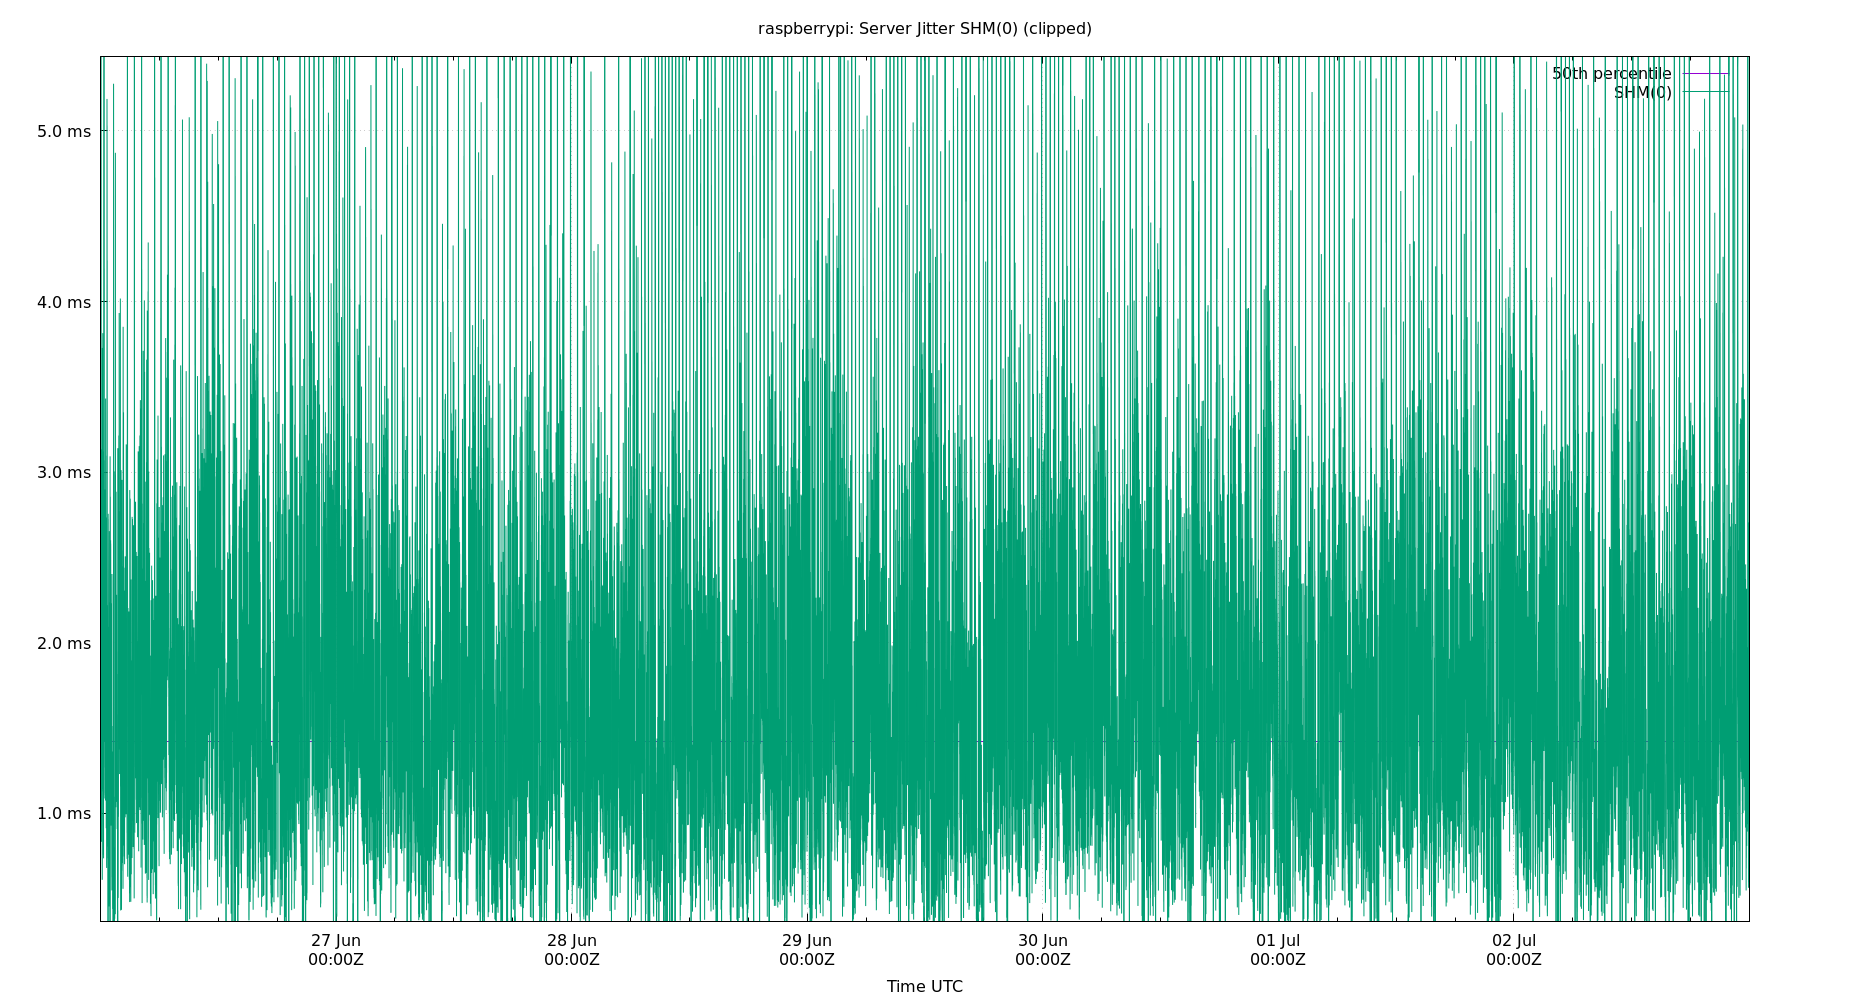 raspberrypi: Server Jitter SHM(0) (clipped)
50th percentile
SHM(0)
5.0 ms
4.0 ms
3.0 ms
2.0 ms
1.0 ms
27 Jun 28 Jun 29 Jun 30 Jun 01 Jul 02 Jul
00:00Z 00:00Z 00:00Z 00:00Z 00:00Z 00:00Z
Time UTC